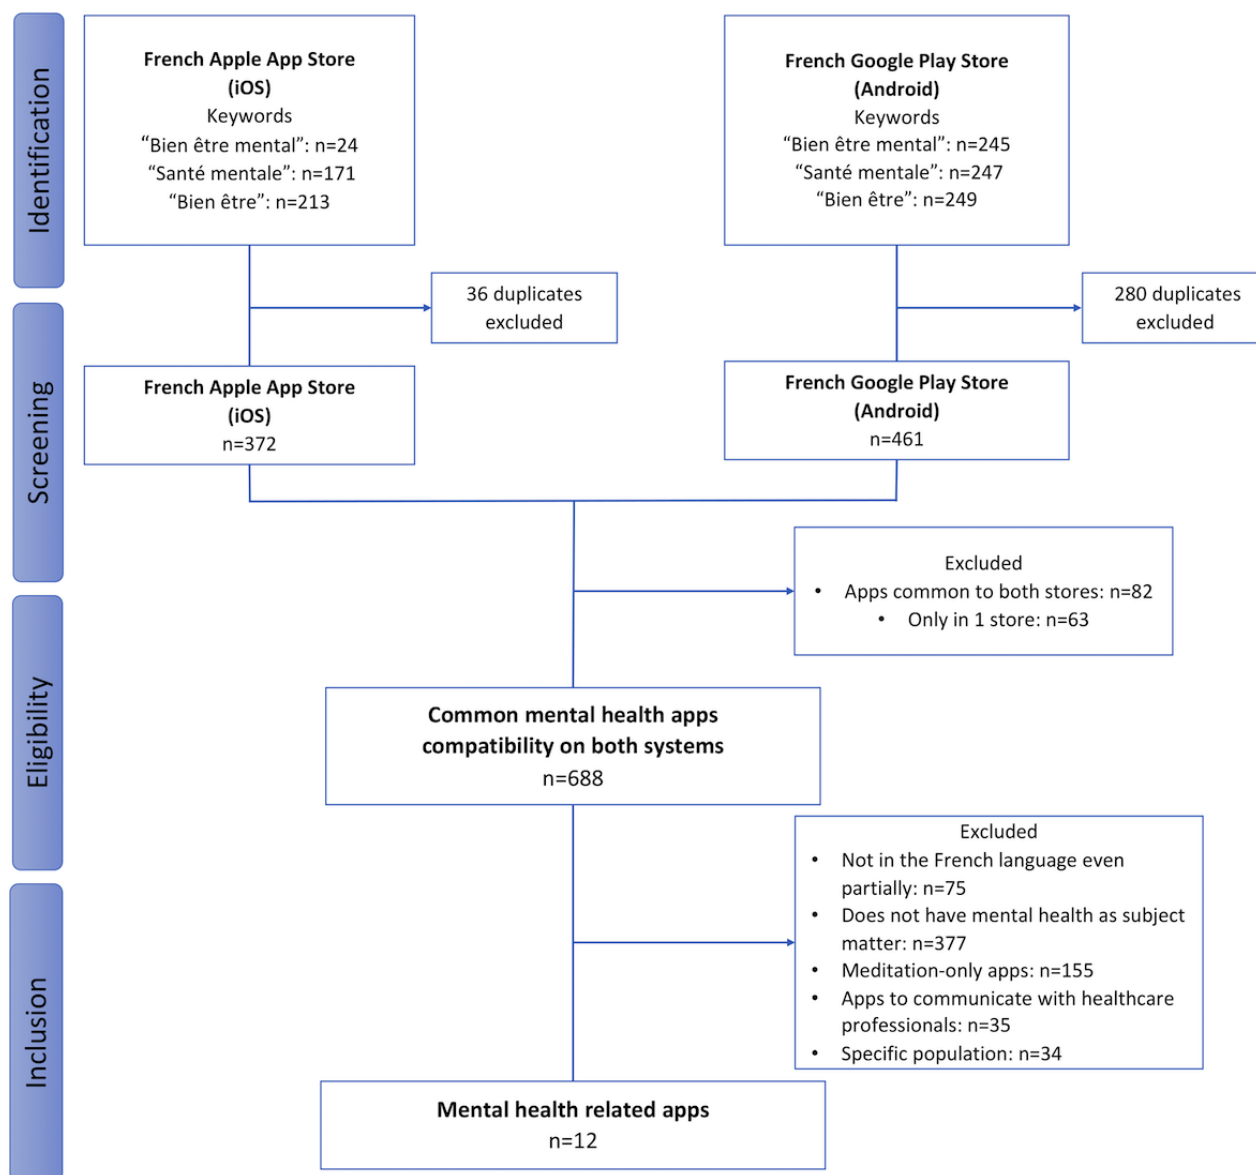 Identification
French Apple App Store
(iOS)
Keywords
“Bien être mental”: n=24
“Santé mentale”: n=171
“Bien être”: n=213
French Google Play Store
(Android)
Keywords
“Bien être mental”: n=245
“Santé mentale”: n=247
“Bien être”: n=249
36 duplicates
excluded
280 duplicates
excluded
Screening
French Apple App Store
(iOS)
n=372
French Google Play Store
(Android)
n=461
Excluded
• Apps common to both stores: n=82
• Only in 1 store: n=63
Eligibility
Common mental health apps
compatibility on both systems
n=688
Excluded
• Not in the French language even
partially: n=75
• Does not have mental health as subject
matter: n=377
• Meditation-only apps: n=155
• Apps to communicate with healthcare
professionals: n=35
• Specific population: n=34
Inclusion
Mental health related apps
n=12